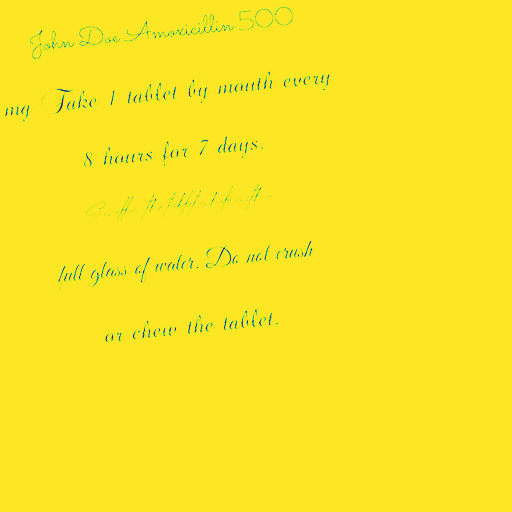 John Doe Amoxicillin 500
mg Take 1 tablet by mouth every
8 hours for 7 days.
full glass of water. Do not crush
or chew the tablet.